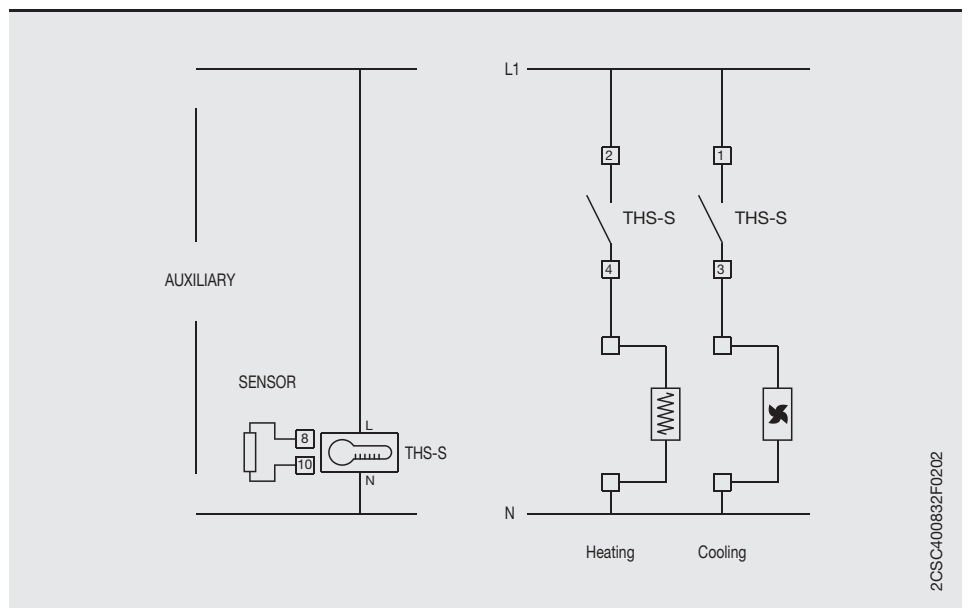 AUXILIARY
SENSOR
8
10
L
N
THS-S
L1
2
1
THS-S
THS-S
4
3
N
Heating
Cooling
2CSC400832F0202